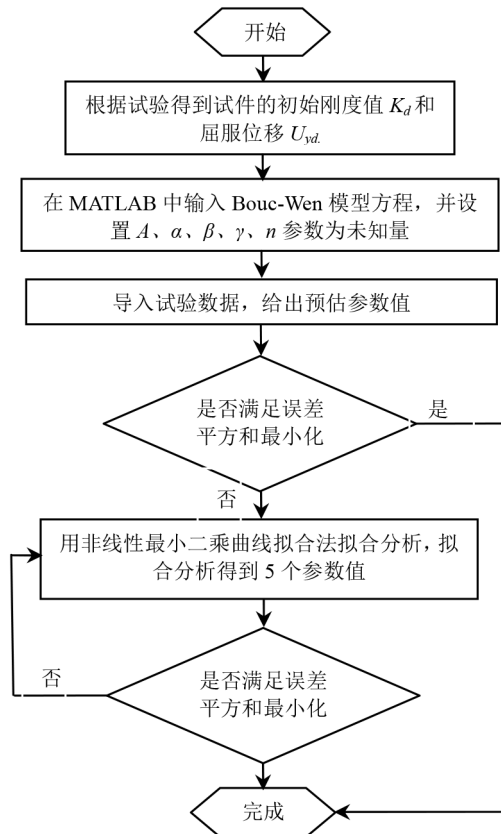 开始
根据试验得到试件的初始刚度值 Kd 和
屈服位移 Uyd.
在 MATLAB 中输入 Bouc-Wen 模型方程，并设
置 A、α、β、γ、n 参数为未知量
导入试验数据，给出预估参数值
是否满足误差
平方和最小化
是
否
用非线性最小二乘曲线拟合法拟合分析，拟
合分析得到 5 个参数值
是否满足误差
平方和最小化
否
完成